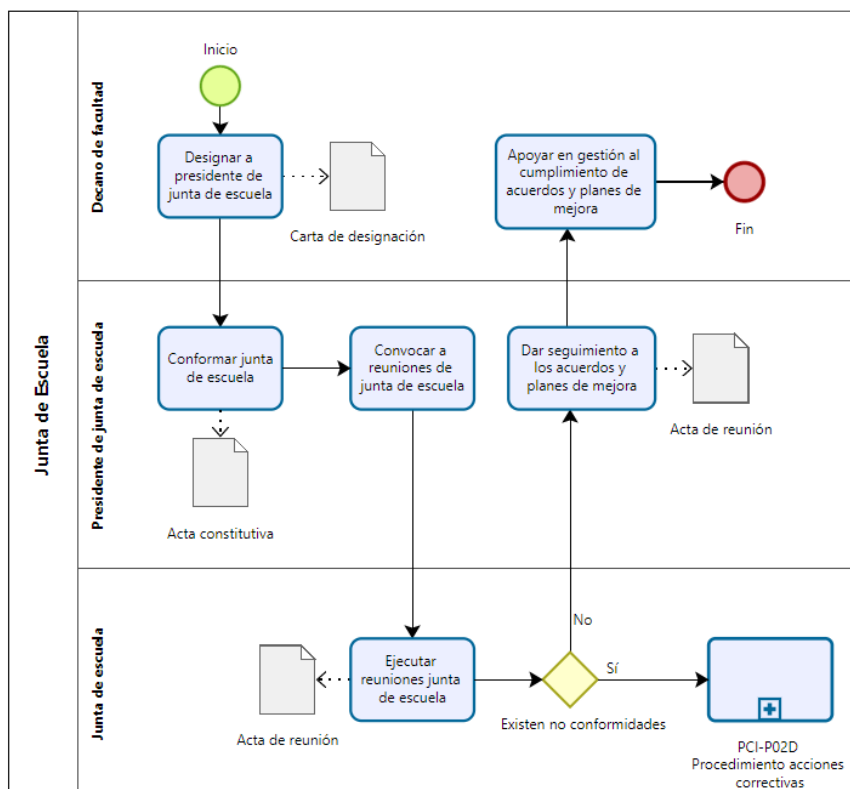 Junta de Escuela
Decano de facultad
Inicio
Designar a
presidente de
junta de escuela
Carta de designación
Apoyar en gestión al
cumplimiento de
acuerdos y planes de
mejora
Fin
Presidente de junta de escuela
Conformar junta
de escuela
Acta constitutiva
Convocar a
reuniones de
junta de escuela
Dar seguimiento a
los acuerdos y
planes de mejora
Acta de reunión
Junta de escuela
Acta de reunión
Ejecutar
reuniones junta
de escuela
No
Sí
Existen no conformidades
PCI-P02D
Procedimiento acciones
correctivas